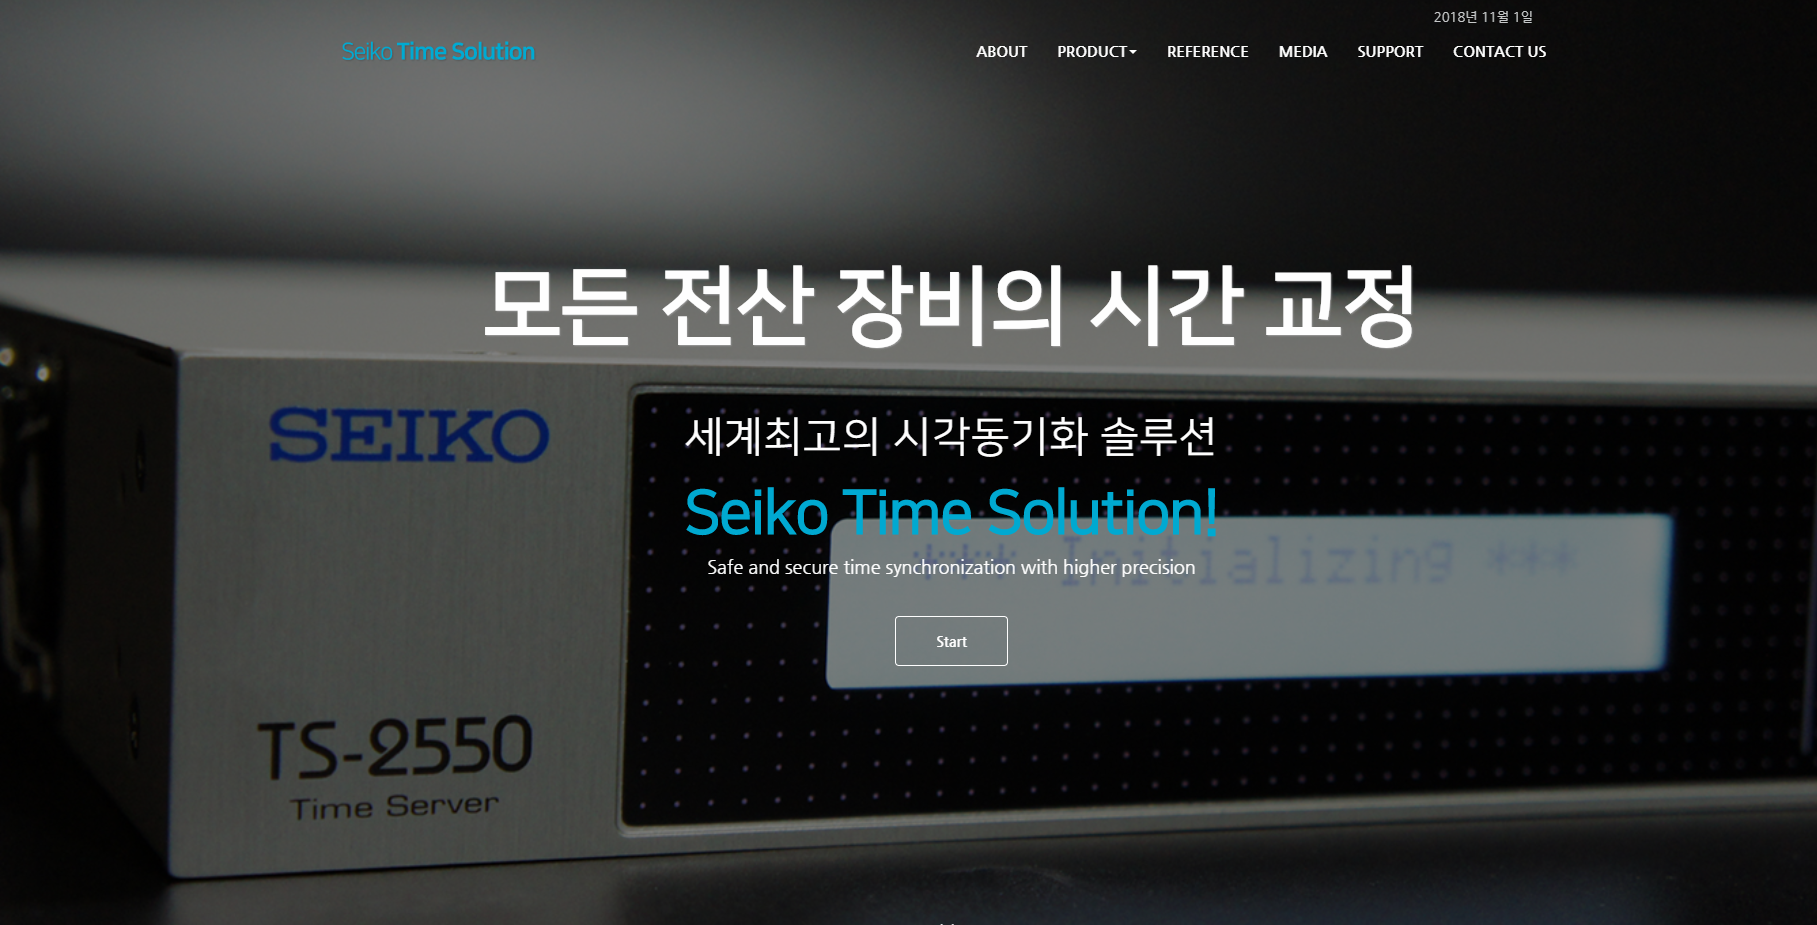 2018년 11월 1일
Seiko Time Solution
ABOUT PRODUCT REFERENCE MEDIA SUPPORT CONTACT US
모든 전산 장비의 시간 교정
SEIKO
세계최고의 시각동기화 솔루션
Seiko Time Solution!
*** Initializing ***
Safe and secure time synchronization with higher precision
Start
TS-2550
Time Server